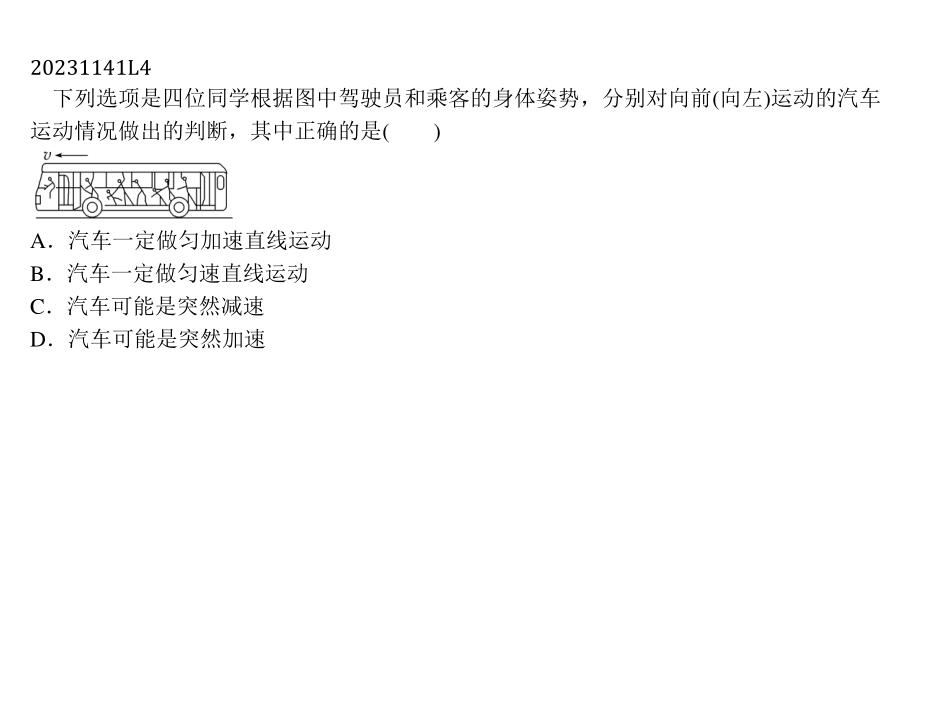 20231141L4
下列选项是四位同学根据图中驾驶员和乘客的身体姿势，分别对向前(向左)运动的汽车
运动情况做出的判断，其中正确的是(　　)
v
A．汽车一定做匀加速直线运动
B．汽车一定做匀速直线运动
C．汽车可能是突然减速
D．汽车可能是突然加速